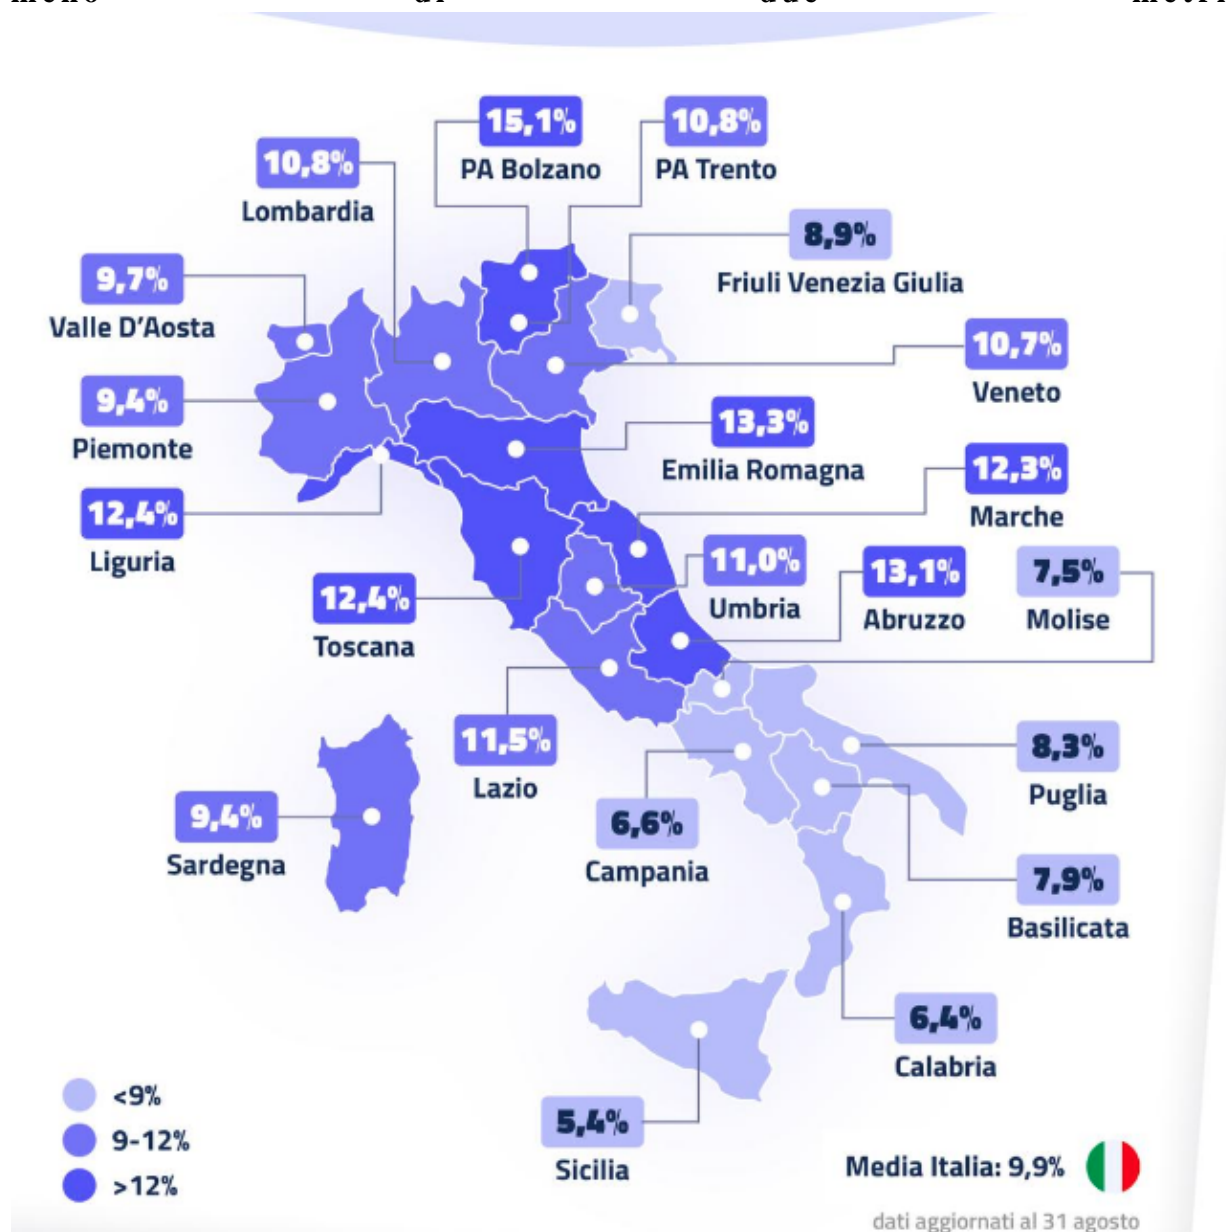 15,1%
PA Bolzano
10,8%
PA Trento
10,8%
Lombardia
8,9%
Friuli Venezia Giulia
9,7%
Valle D'Aosta
10,7%
Veneto
9,4%
Piemonte
13,3%
Emilia Romagna
12,3%
Marche
12,4%
Liguria
11,0%
Umbria
13,1%
Abruzzo
7,5%
Molise
12,4%
Toscana
11,5%
Lazio
8,3%
Puglia
9,4%
Sardegna
6,6%
Campania
7,9%
Basilicata
6,4%
Calabria
5,4%
Sicilia
<9%
9-12%
>12%
Media Italia: 9,9%
dati aggiornati al 31 agosto